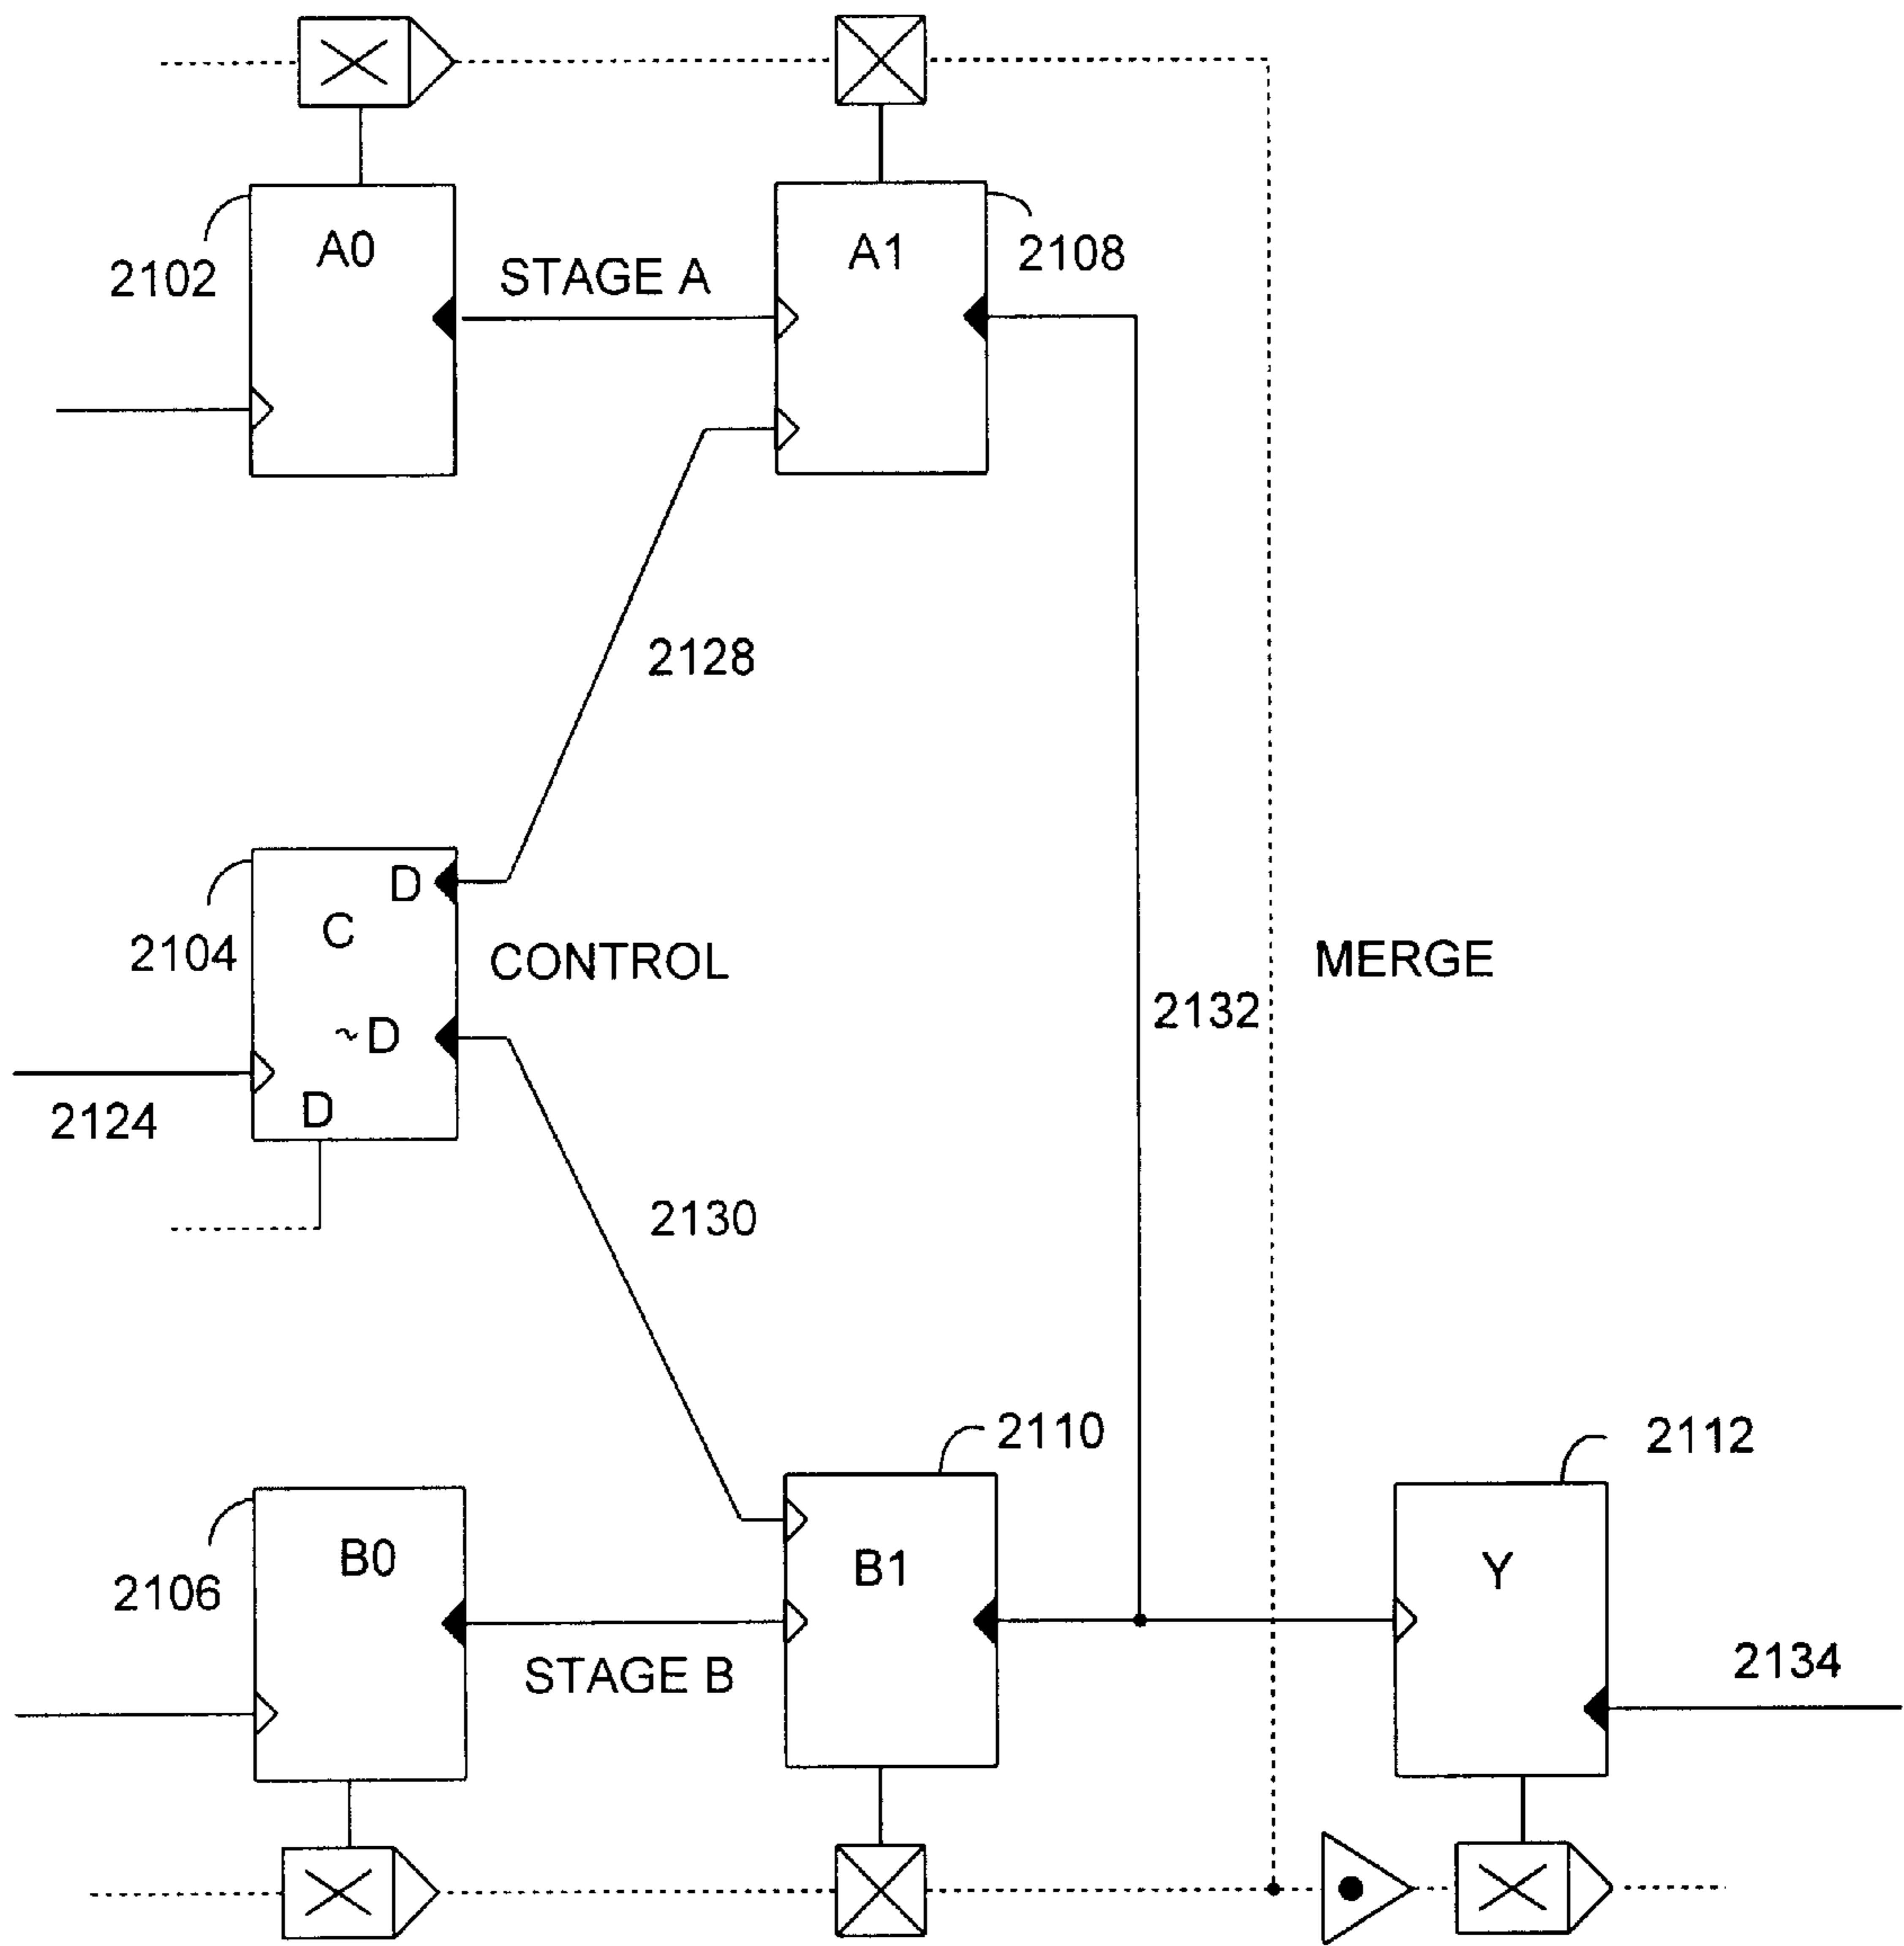 A0
A1
2102
STAGE A
2108
2128
D
C
2104
CONTROL
MERGE
2132
~D
D
2124
2130
2110
2112
B0
B1
Y
2106
STAGE B
2134